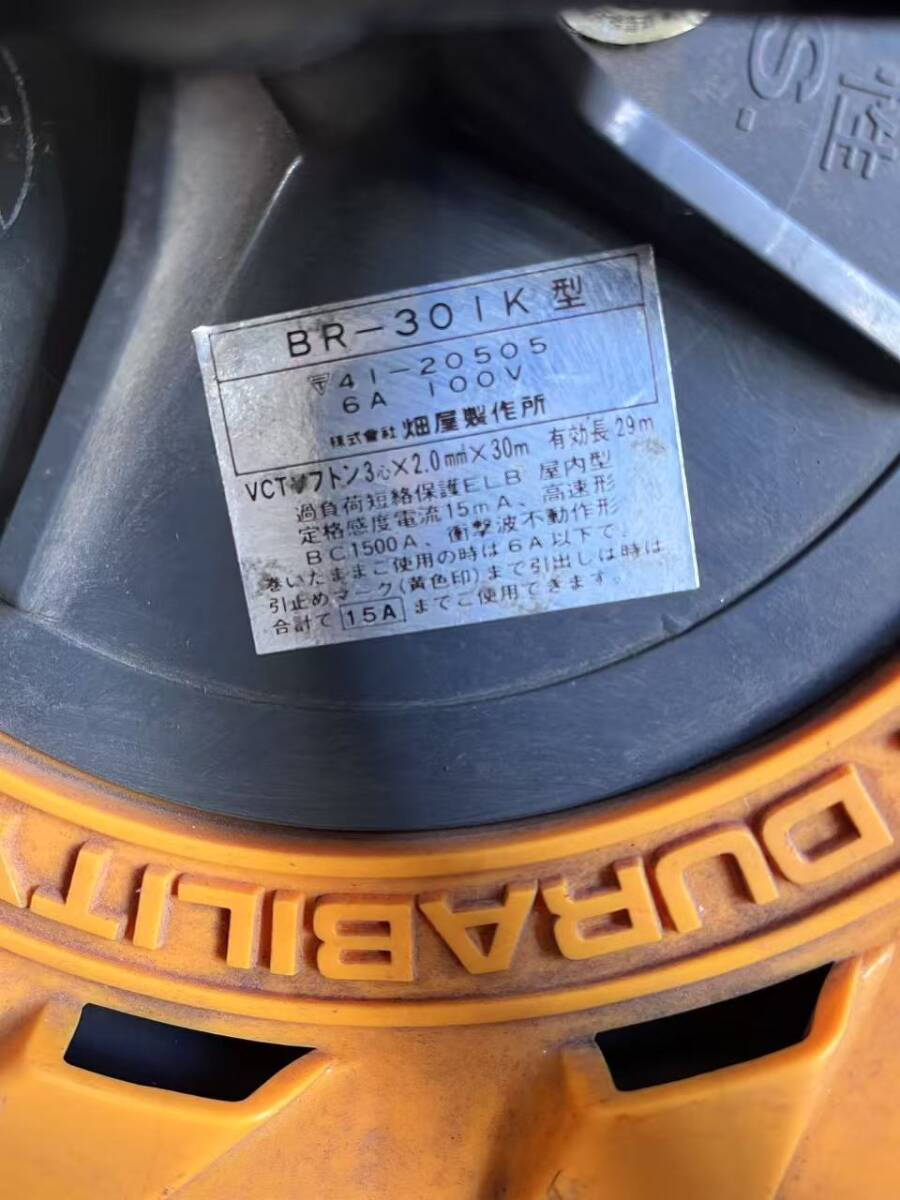 S.
性
BR-301K型
〒41-20505
6A 100V
株式會社 畑屋製作所
VCTソフトン3心×2.0mm²×30m 有効長29m
過負荷短絡保護ELB 屋内型
定格感度電流15mA、高速形
BC1500A、衝撃波不動作形
巻いたままご使用の時は6A以下で、
引止めマーク(黄色印)まで引出しは時は
合計で 15A までご使用できます。
DURABILITY